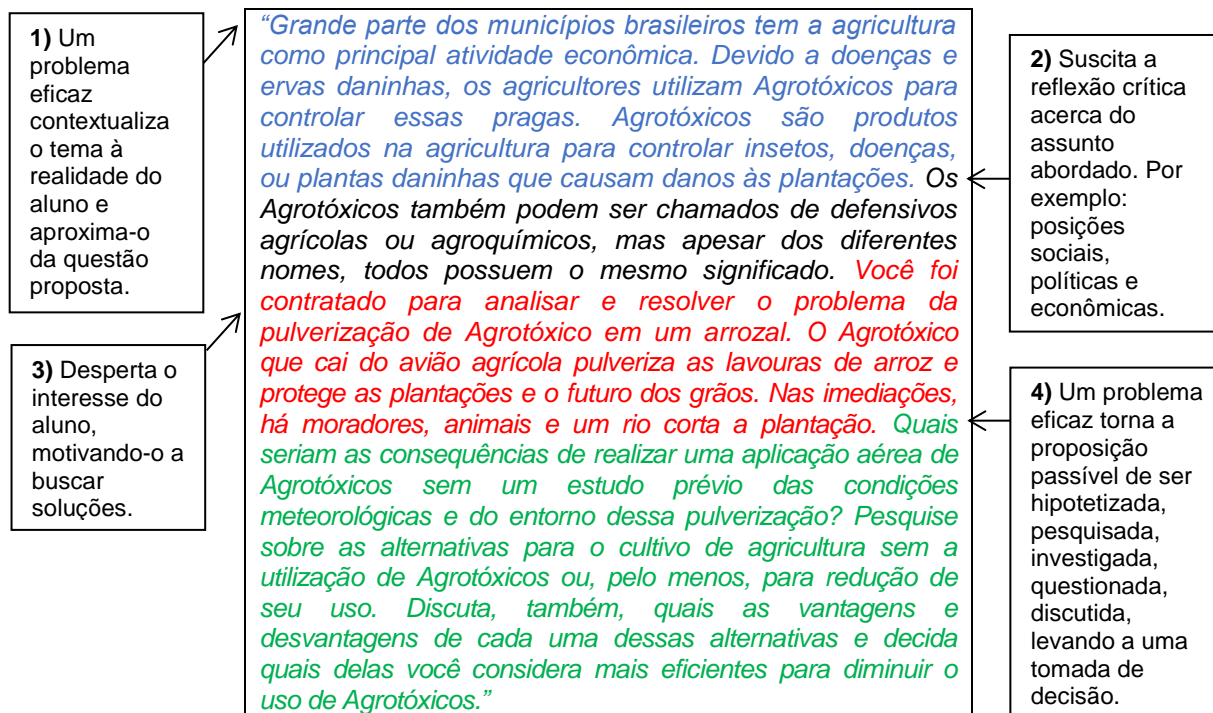 1) Um
problema
eficaz
contextualiza
o tema à
realidade do
aluno e
aproxima-o
da questão
proposta.
3) Desperta o
interesse do
aluno,
motivando-o a
buscar
soluções.
“Grande parte dos municípios brasileiros tem a agricultura
como principal atividade econômica. Devido a doenças e
ervas daninhas, os agricultores utilizam Agrotóxicos para
controlar essas pragas. Agrotóxicos são produtos
utilizados na agricultura para controlar insetos, doenças,
ou plantas daninhas que causam danos às plantações. Os
Agrotóxicos também podem ser chamados de defensivos
agrícolas ou agroquímicos, mas apesar dos diferentes
nomes, todos possuem o mesmo significado. Você foi
contratado para analisar e resolver o problema da
pulverização de Agrotóxico em um arrozal. O Agrotóxico
que cai do avião agrícola pulveriza as lavouras de arroz e
protege as plantações e o futuro dos grãos. Nas imediações,
há moradores, animais e um rio corta a plantação. Quais
seriam as consequências de realizar uma aplicação aérea de
Agrotóxicos sem um estudo prévio das condições
meteorológicas e do entorno dessa pulverização? Pesquise
sobre as alternativas para o cultivo de agricultura sem a
utilização de Agrotóxicos ou, pelo menos, para redução de
seu uso. Discuta, também, quais as vantagens e
desvantagens de cada uma dessas alternativas e decida
quais delas você considera mais eficientes para diminuir o
uso de Agrotóxicos.”
2) Suscita a
reflexão crítica
acerca do
assunto
abordado. Por
exemplo:
posições
sociais,
políticas e
econômicas.
4) Um problema
eficaz torna a
proposição
passível de ser
hipotetizada,
pesquisada,
investigada,
questionada,
discutida,
levando a uma
tomada de
decisão.